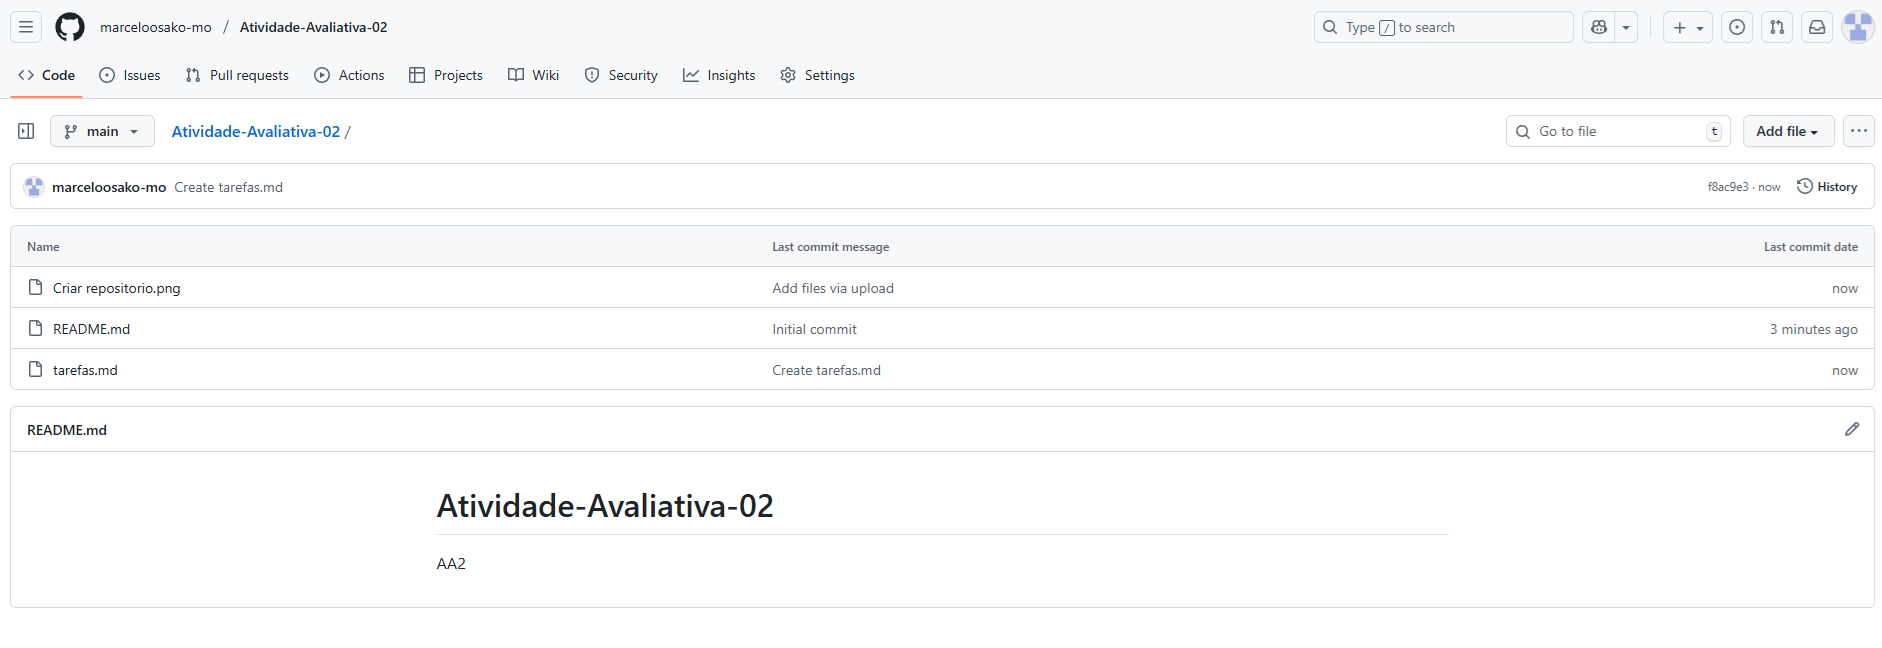 marceloosako-mo / Atividade-Avaliativa-02
Type / to search
Code Issues Pull requests Actions Projects Wiki Security Insights Settings
main Atividade-Avaliativa-02 /
Go to file t Add file
marceloosako-mo Create tarefas.md f8ac9e3 · now History
Name Last commit message Last commit date
Criar repositorio.png Add files via upload now
README.md Initial commit 3 minutes ago
tarefas.md Create tarefas.md now
README.md
Atividade-Avaliativa-02
AA2